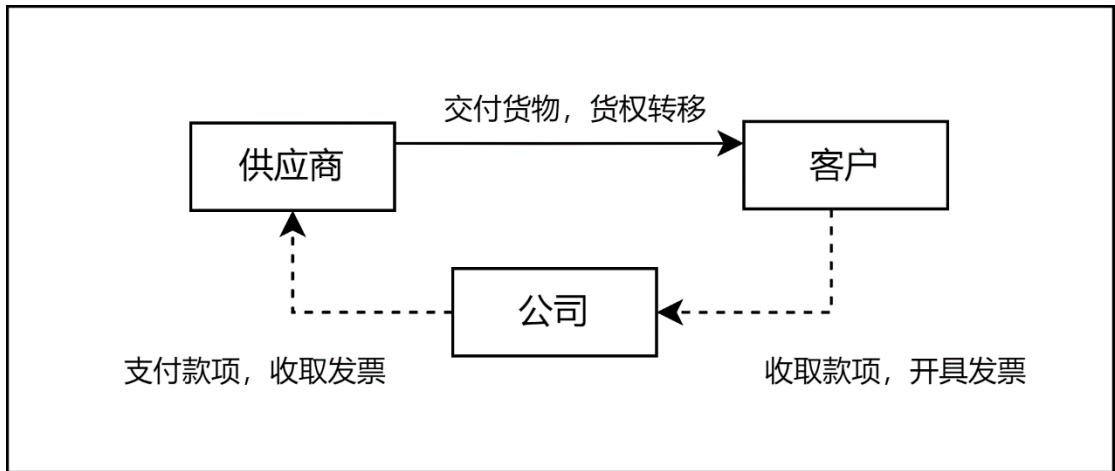 交付货物，货权转移
供应商
客户
公司
支付款项，收取发票
收取款项，开具发票